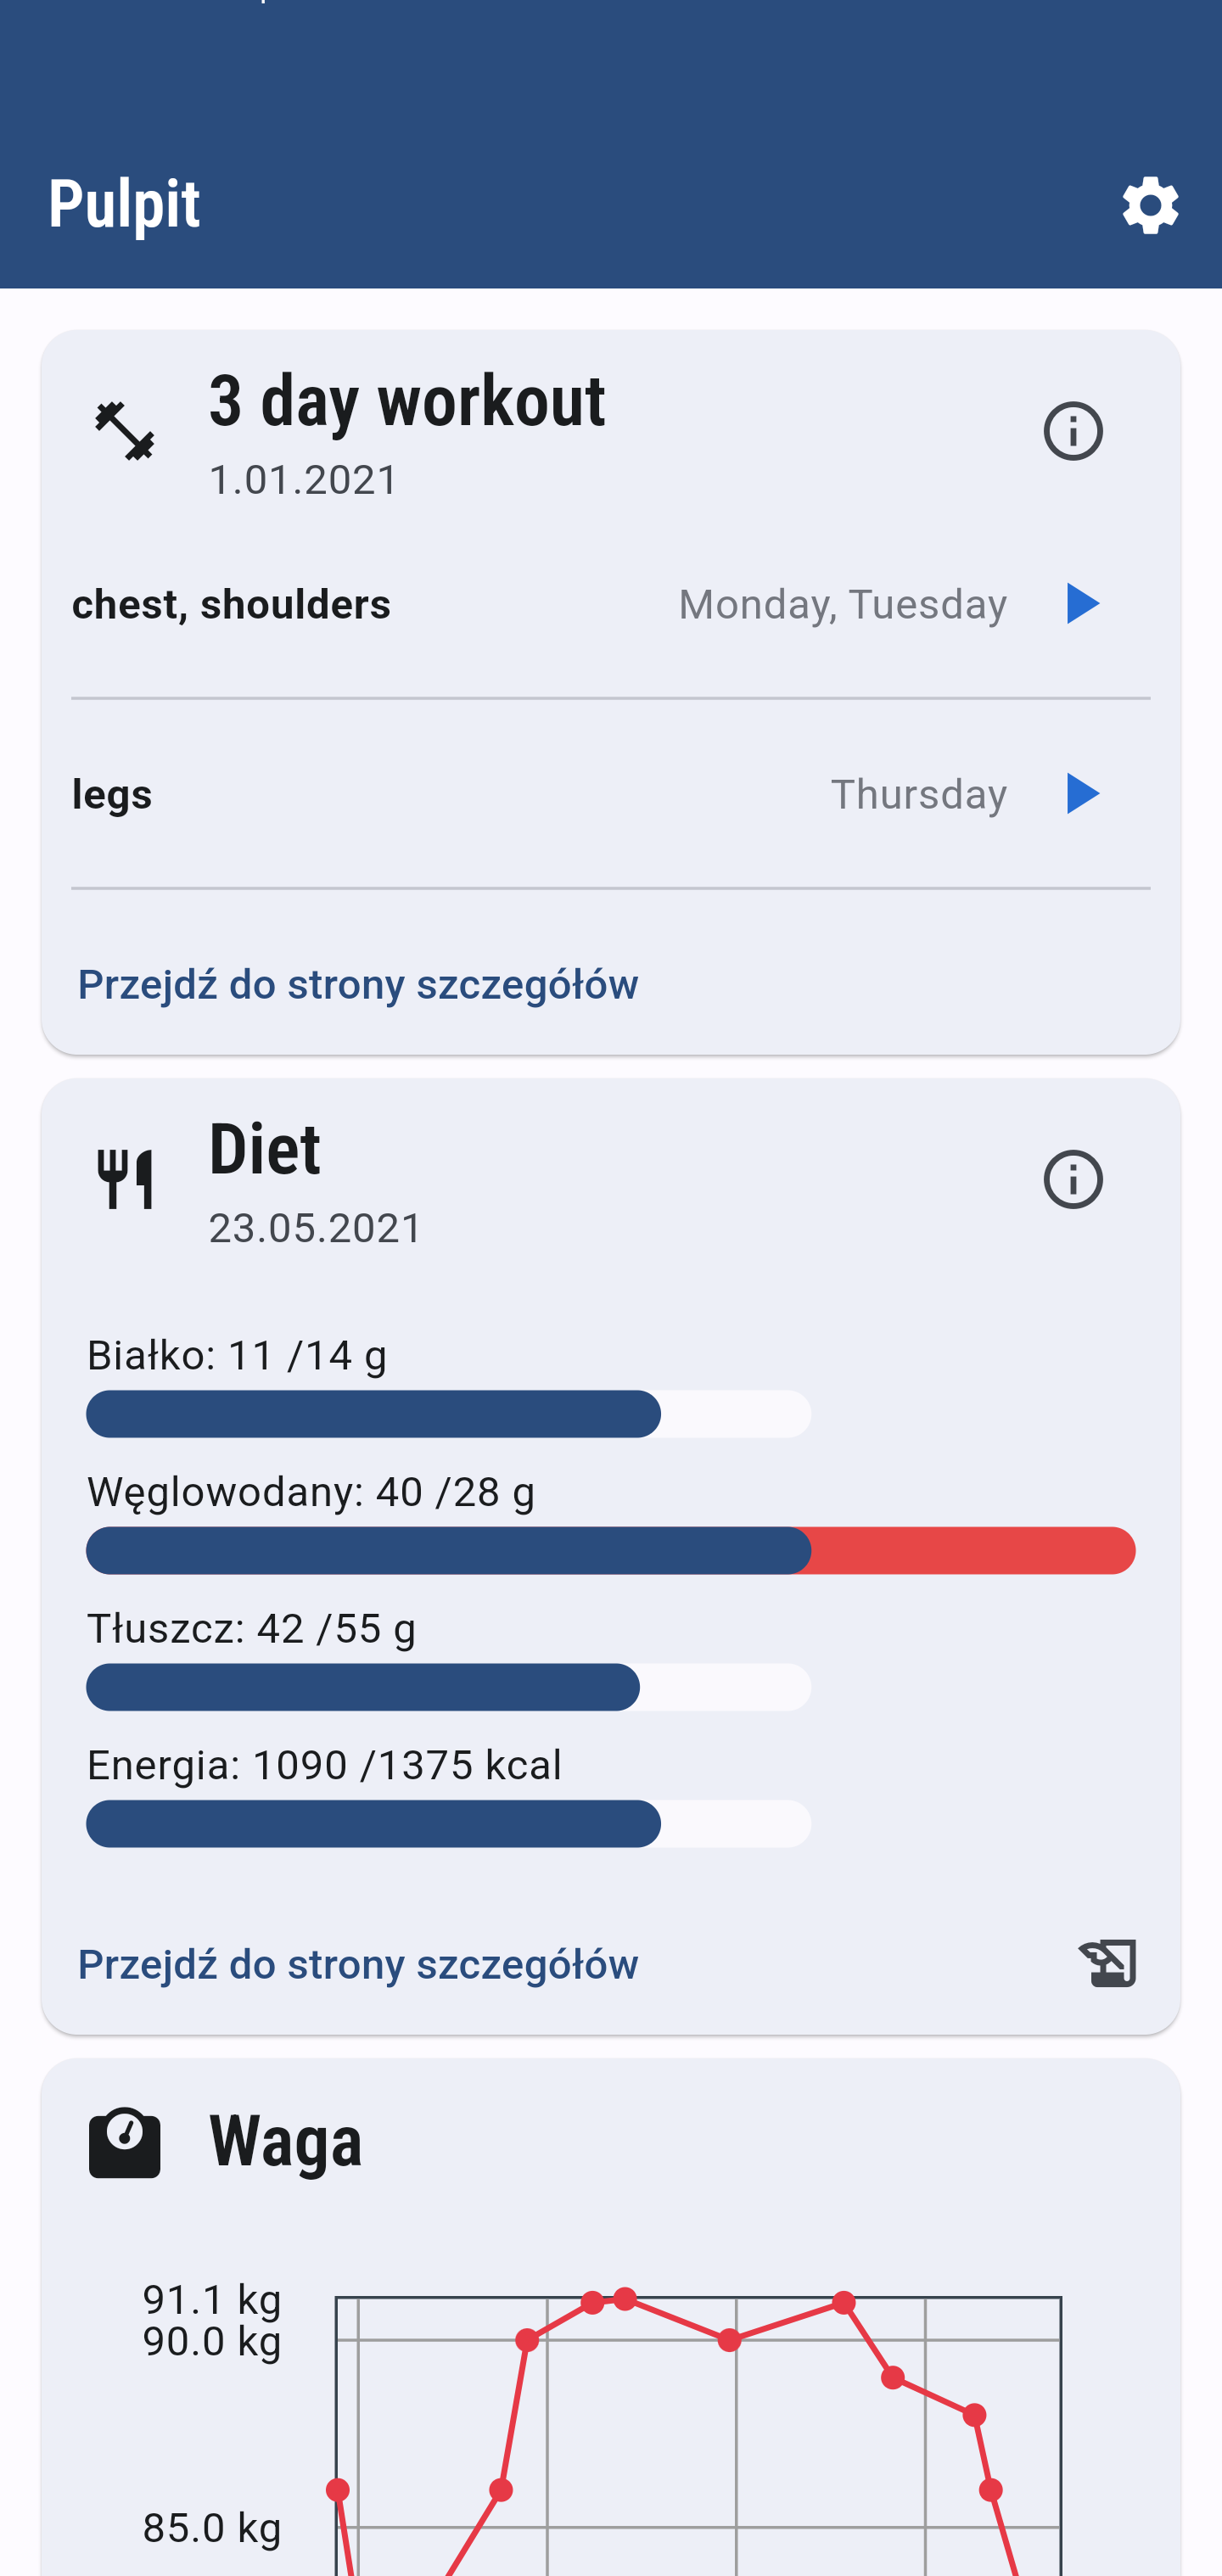 Pulpit
3 day workout
1.01.2021
chest, shoulders Monday, Tuesday
legs Thursday
Przejdź do strony szczegółów
Diet
23.05.2021
Białko: 11 /14 g
Węglowodany: 40 /28 g
Tłuszcz: 42 /55 g
Energia: 1090 /1375 kcal
Przejdź do strony szczegółów
Waga
91.1 kg
90.0 kg
85.0 kg